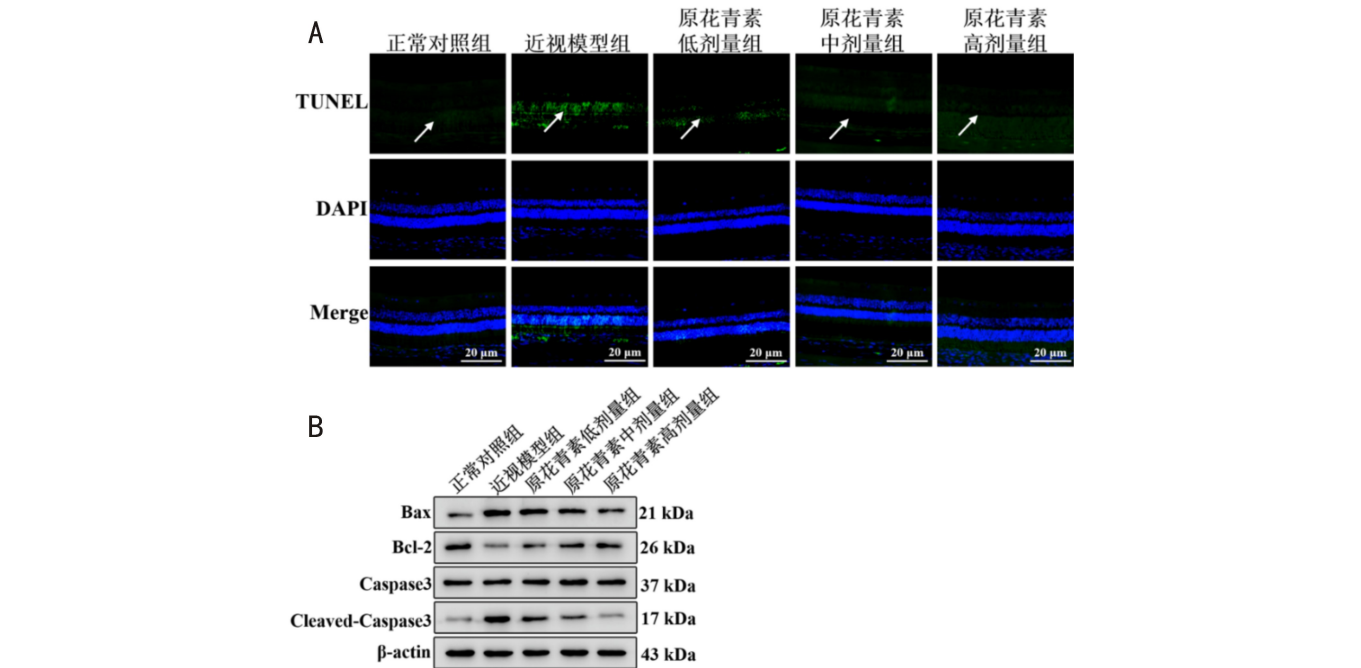 A
正常对照组
近视模型组
原花青素
低剂量组
原花青素
中剂量组
原花青素
高剂量组
TUNEL
DAPI
Merge
20 μm
20 μm
20 μm
20 μm
20 μm
B
正常对照组
近视模型组
原花青素低剂量组
原花青素中剂量组
原花青素高剂量组
Bax
21 kDa
Bcl-2
26 kDa
Caspase3
37 kDa
Cleaved-Caspase3
17 kDa
β-actin
43 kDa